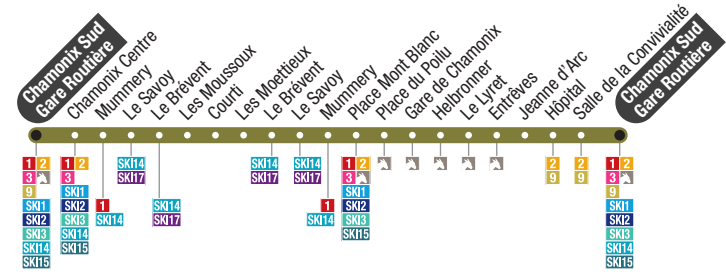 Chamonix Sud
Gare Routière
Chamonix Centre
Mummery
Le Savoy
Le Brévent
Les Moussoux
Courti
Les Moettieux
Le Brévent
Le Savoy
Mummery
Place Mont Blanc
Place du Poilu
Gare de Chamonix
Helbronner
Le Lyret
Entrêves
Jeanne d'Arc
Hôpital
Salle de la Convivialité
Chamonix Sud
Gare Routière
1 2
3
9
SKI1
SKI2
SKI3
SKI14
SKI15
1 2
3
SKI1
SKI2
SKI3
SKI14
SKI15
1
SKI14
SKI14
SKI17
SKI14
SKI17
SKI14
SKI17
SKI14
SKI17
1
SKI14
1 2
3
SKI1
SKI2
SKI3
SKI14
SKI15
2
9
2
9
1 2
3
9
SKI1
SKI2
SKI3
SKI14
SKI15